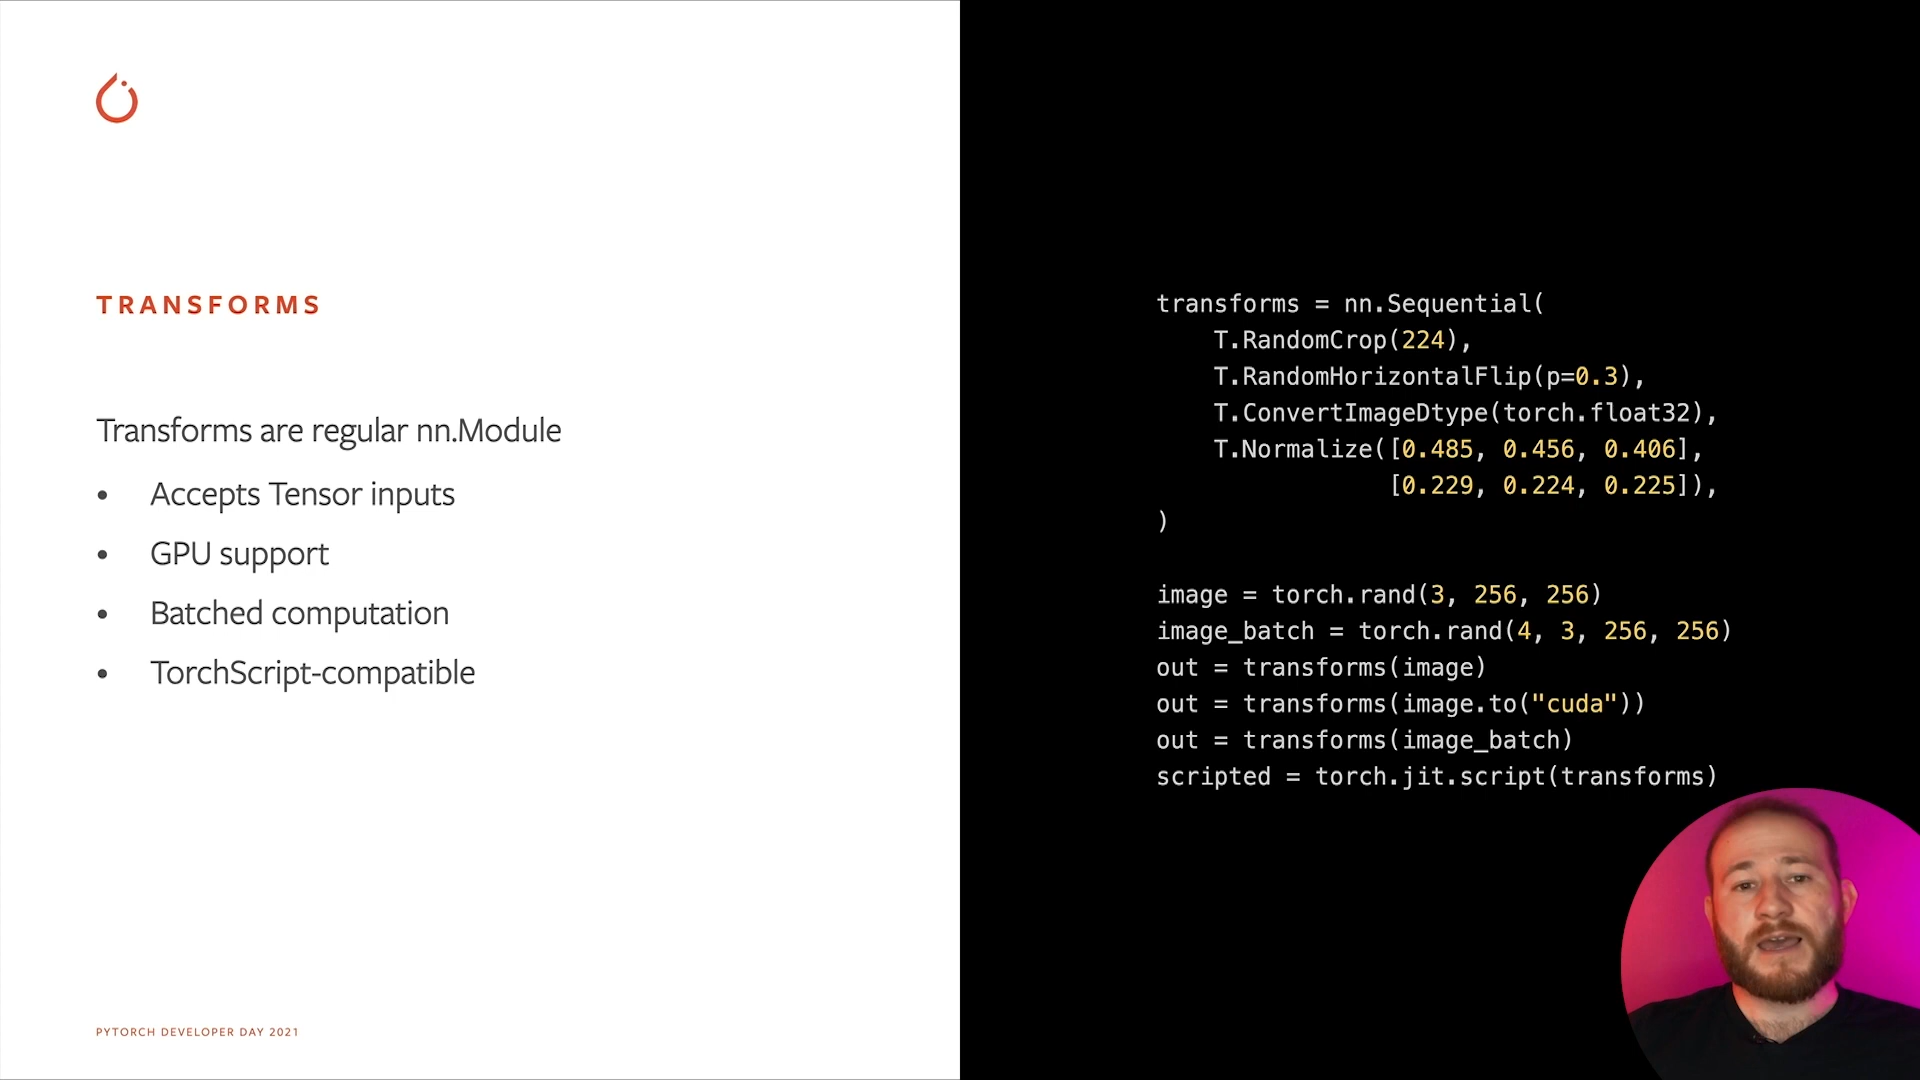 TRANSFORMS
Transforms are regular nn.Module
• Accepts Tensor inputs
• GPU support
• Batched computation
• TorchScript-compatible
PYTORCH DEVELOPER DAY 2021
transforms = nn.Sequential(
    T.RandomCrop(224),
    T.RandomHorizontalFlip(p=0.3),
    T.ConvertImageDtype(torch.float32),
    T.Normalize([0.485, 0.456, 0.406],
                [0.229, 0.224, 0.225]),
)
image = torch.rand(3, 256, 256)
image_batch = torch.rand(4, 3, 256, 256)
out = transforms(image)
out = transforms(image.to("cuda"))
out = transforms(image_batch)
scripted = torch.jit.script(transforms)